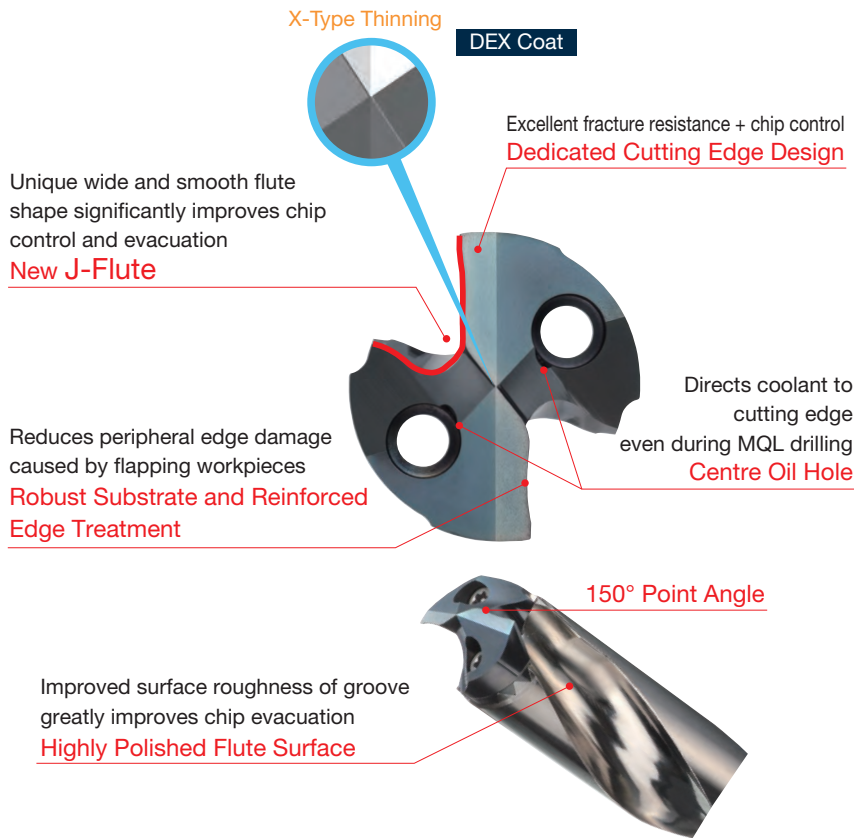 X-Type Thinning
DEX Coat
Excellent fracture resistance + chip control
Dedicated Cutting Edge Design
Unique wide and smooth flute
shape significantly improves chip
control and evacuation
New J-Flute
Directs coolant to
cutting edge
even during MQL drilling
Centre Oil Hole
Reduces peripheral edge damage
caused by flapping workpieces
Robust Substrate and Reinforced
Edge Treatment
150° Point Angle
Improved surface roughness of groove
greatly improves chip evacuation
Highly Polished Flute Surface